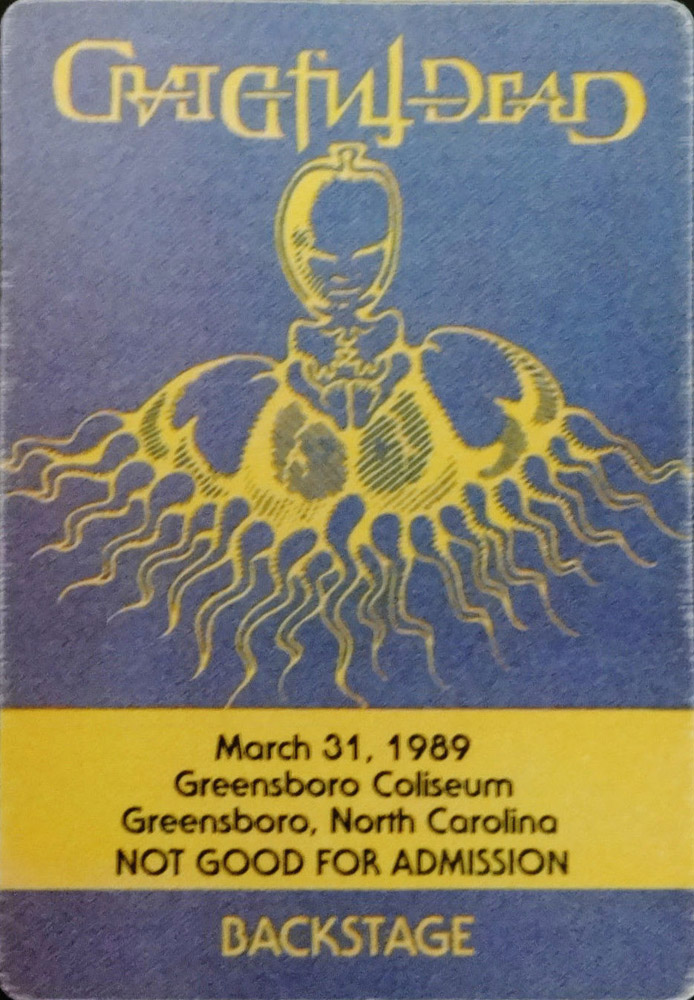 GRATEFUL DEAD
March 31, 1989
Greensboro Coliseum
Greensboro, North Carolina
NOT GOOD FOR ADMISSION
BACKSTAGE